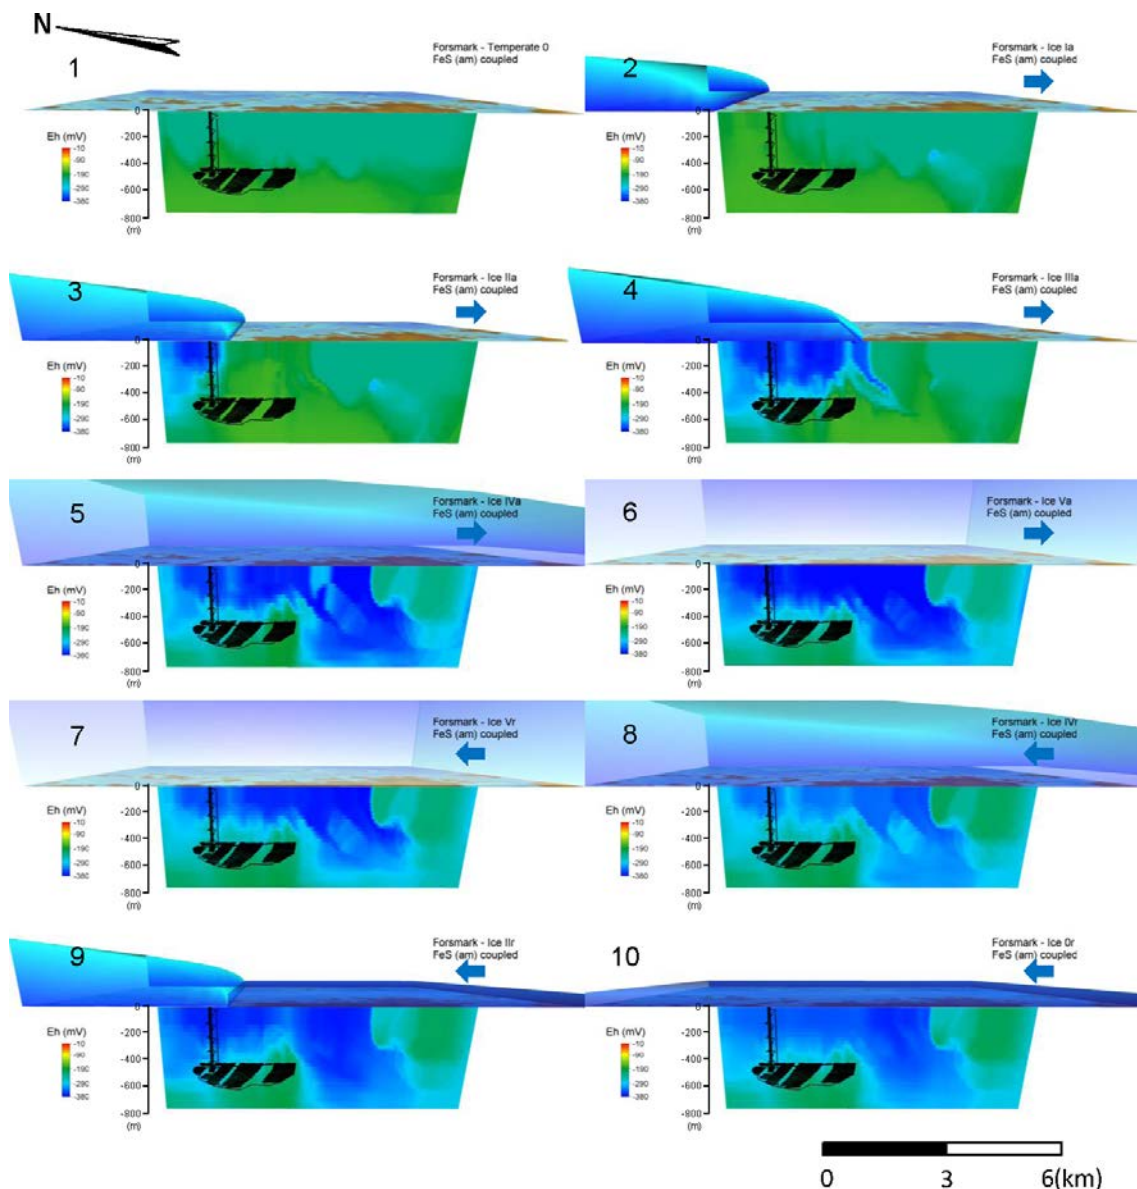 N
1
Forsmark - Temperate 0
FeS (am) coupled
Eh (mV)
-10
-90
-190
-290
-380
0
-200
-400
-600
-800
(m)
2
Forsmark - Ice Ia
FeS (am) coupled
Eh (mV)
-10
-90
-190
-290
-380
0
-200
-400
-600
-800
(m)
3
Forsmark - Ice IIa
FeS (am) coupled
Eh (mV)
-10
-90
-190
-290
-380
0
-200
-400
-600
-800
(m)
4
Forsmark - Ice IIIa
FeS (am) coupled
Eh (mV)
-10
-90
-190
-290
-380
0
-200
-400
-600
-800
(m)
5
Forsmark - Ice IVa
FeS (am) coupled
Eh (mV)
-10
-90
-190
-290
-380
0
-200
-400
-600
-800
(m)
6
Forsmark - Ice Va
FeS (am) coupled
Eh (mV)
-10
-90
-190
-290
-380
0
-200
-400
-600
-800
(m)
7
Forsmark - Ice Vr
FeS (am) coupled
Eh (mV)
-10
-90
-190
-290
-380
0
-200
-400
-600
-800
(m)
8
Forsmark - Ice IVr
FeS (am) coupled
Eh (mV)
-10
-90
-190
-290
-380
0
-200
-400
-600
-800
(m)
9
Forsmark - Ice IIr
FeS (am) coupled
Eh (mV)
-10
-90
-190
-290
-380
0
-200
-400
-600
-800
(m)
10
Forsmark - Ice 0r
FeS (am) coupled
Eh (mV)
-10
-90
-190
-290
-380
0
-200
-400
-600
-800
(m)
0 3 6(km)